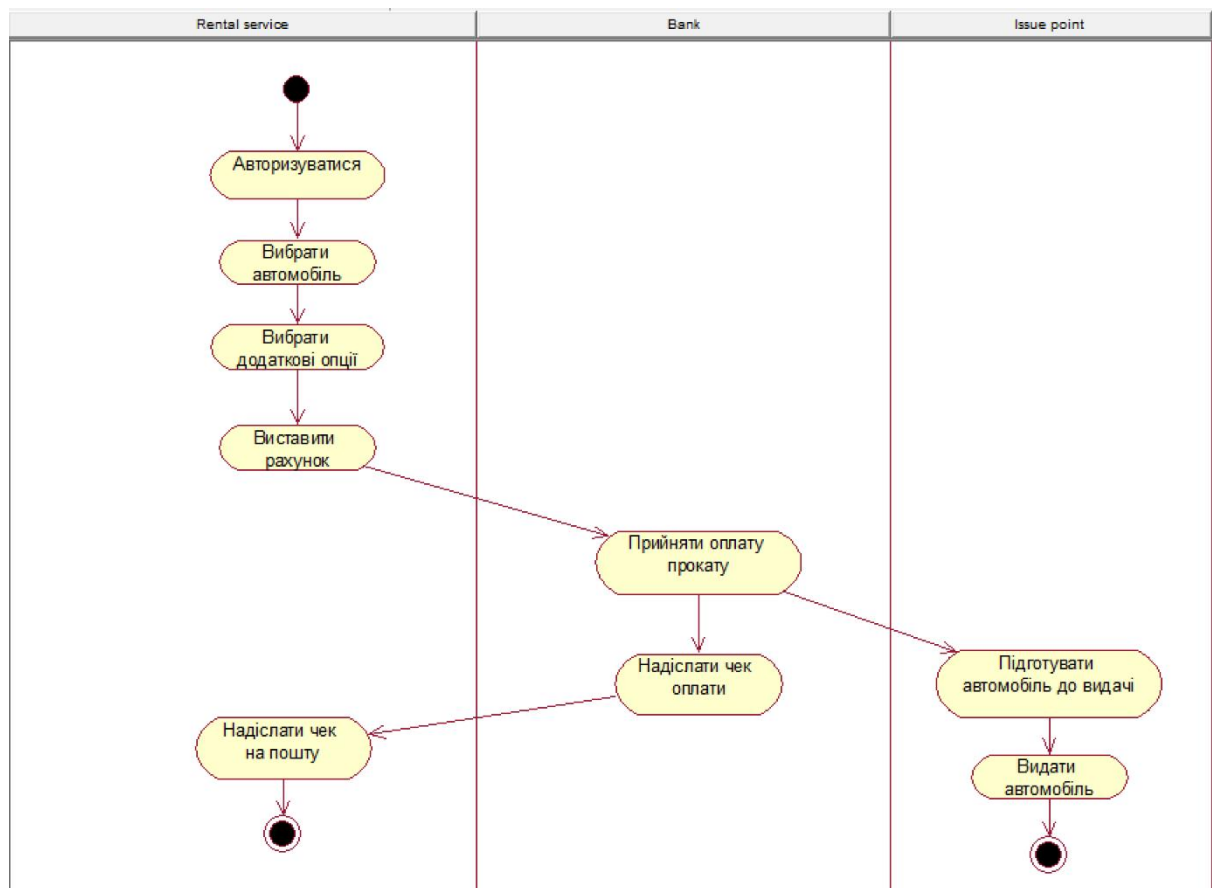 Rental service
Bank
Issue point
Авторизуватися
Вибрати
автомобіль
Вибрати
додаткові опції
Виставити
рахунок
Прийняти оплату
прокату
Надіслати чек
оплати
Підготувати
автомобіль до видачі
Надіслати чек
на пошту
Видати
автомобіль